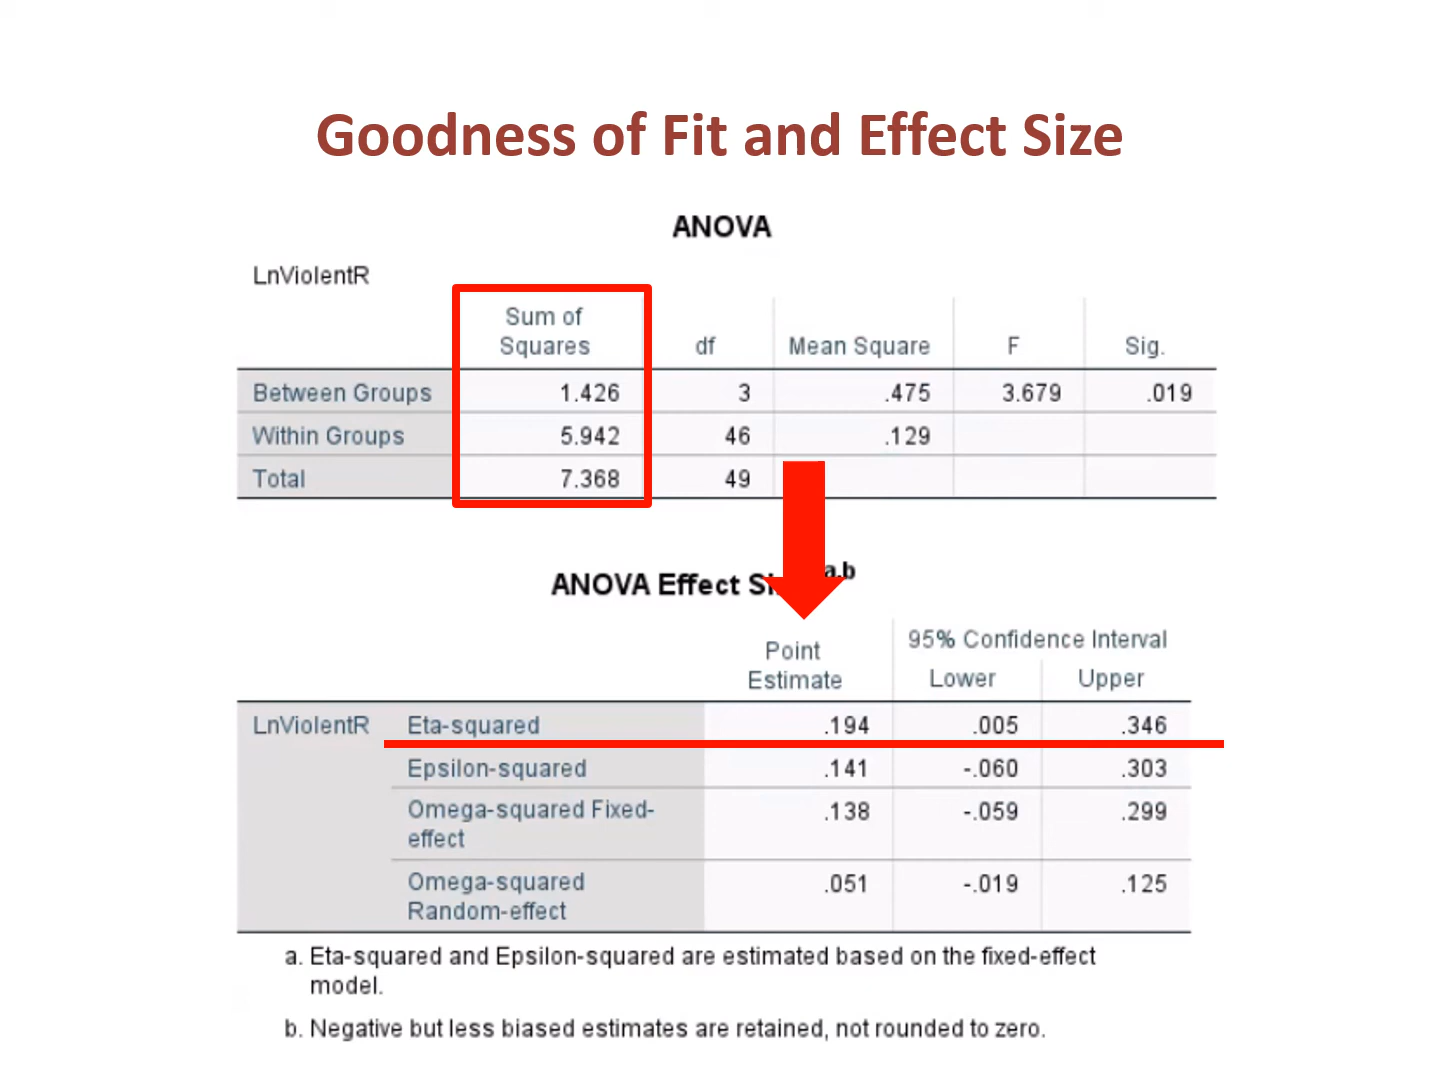 Goodness of Fit and Effect Size
ANOVA
LnViolentR
Sum of Squares df Mean Square F Sig.
Between Groups 1.426 3 .475 3.679 .019
Within Groups 5.942 46 .129
Total 7.368 49
ANOVA Effect a,b
Point Estimate 95% Confidence Interval
Lower Upper
LnViolentR Eta-squared .194 .005 .346
Epsilon-squared .141 -.060 .303
Omega-squared Fixed-effect .138 -.059 .299
Omega-squared Random-effect .051 -.019 .125
a. Eta-squared and Epsilon-squared are estimated based on the fixed-effect
model.
b. Negative but less biased estimates are retained, not rounded to zero.